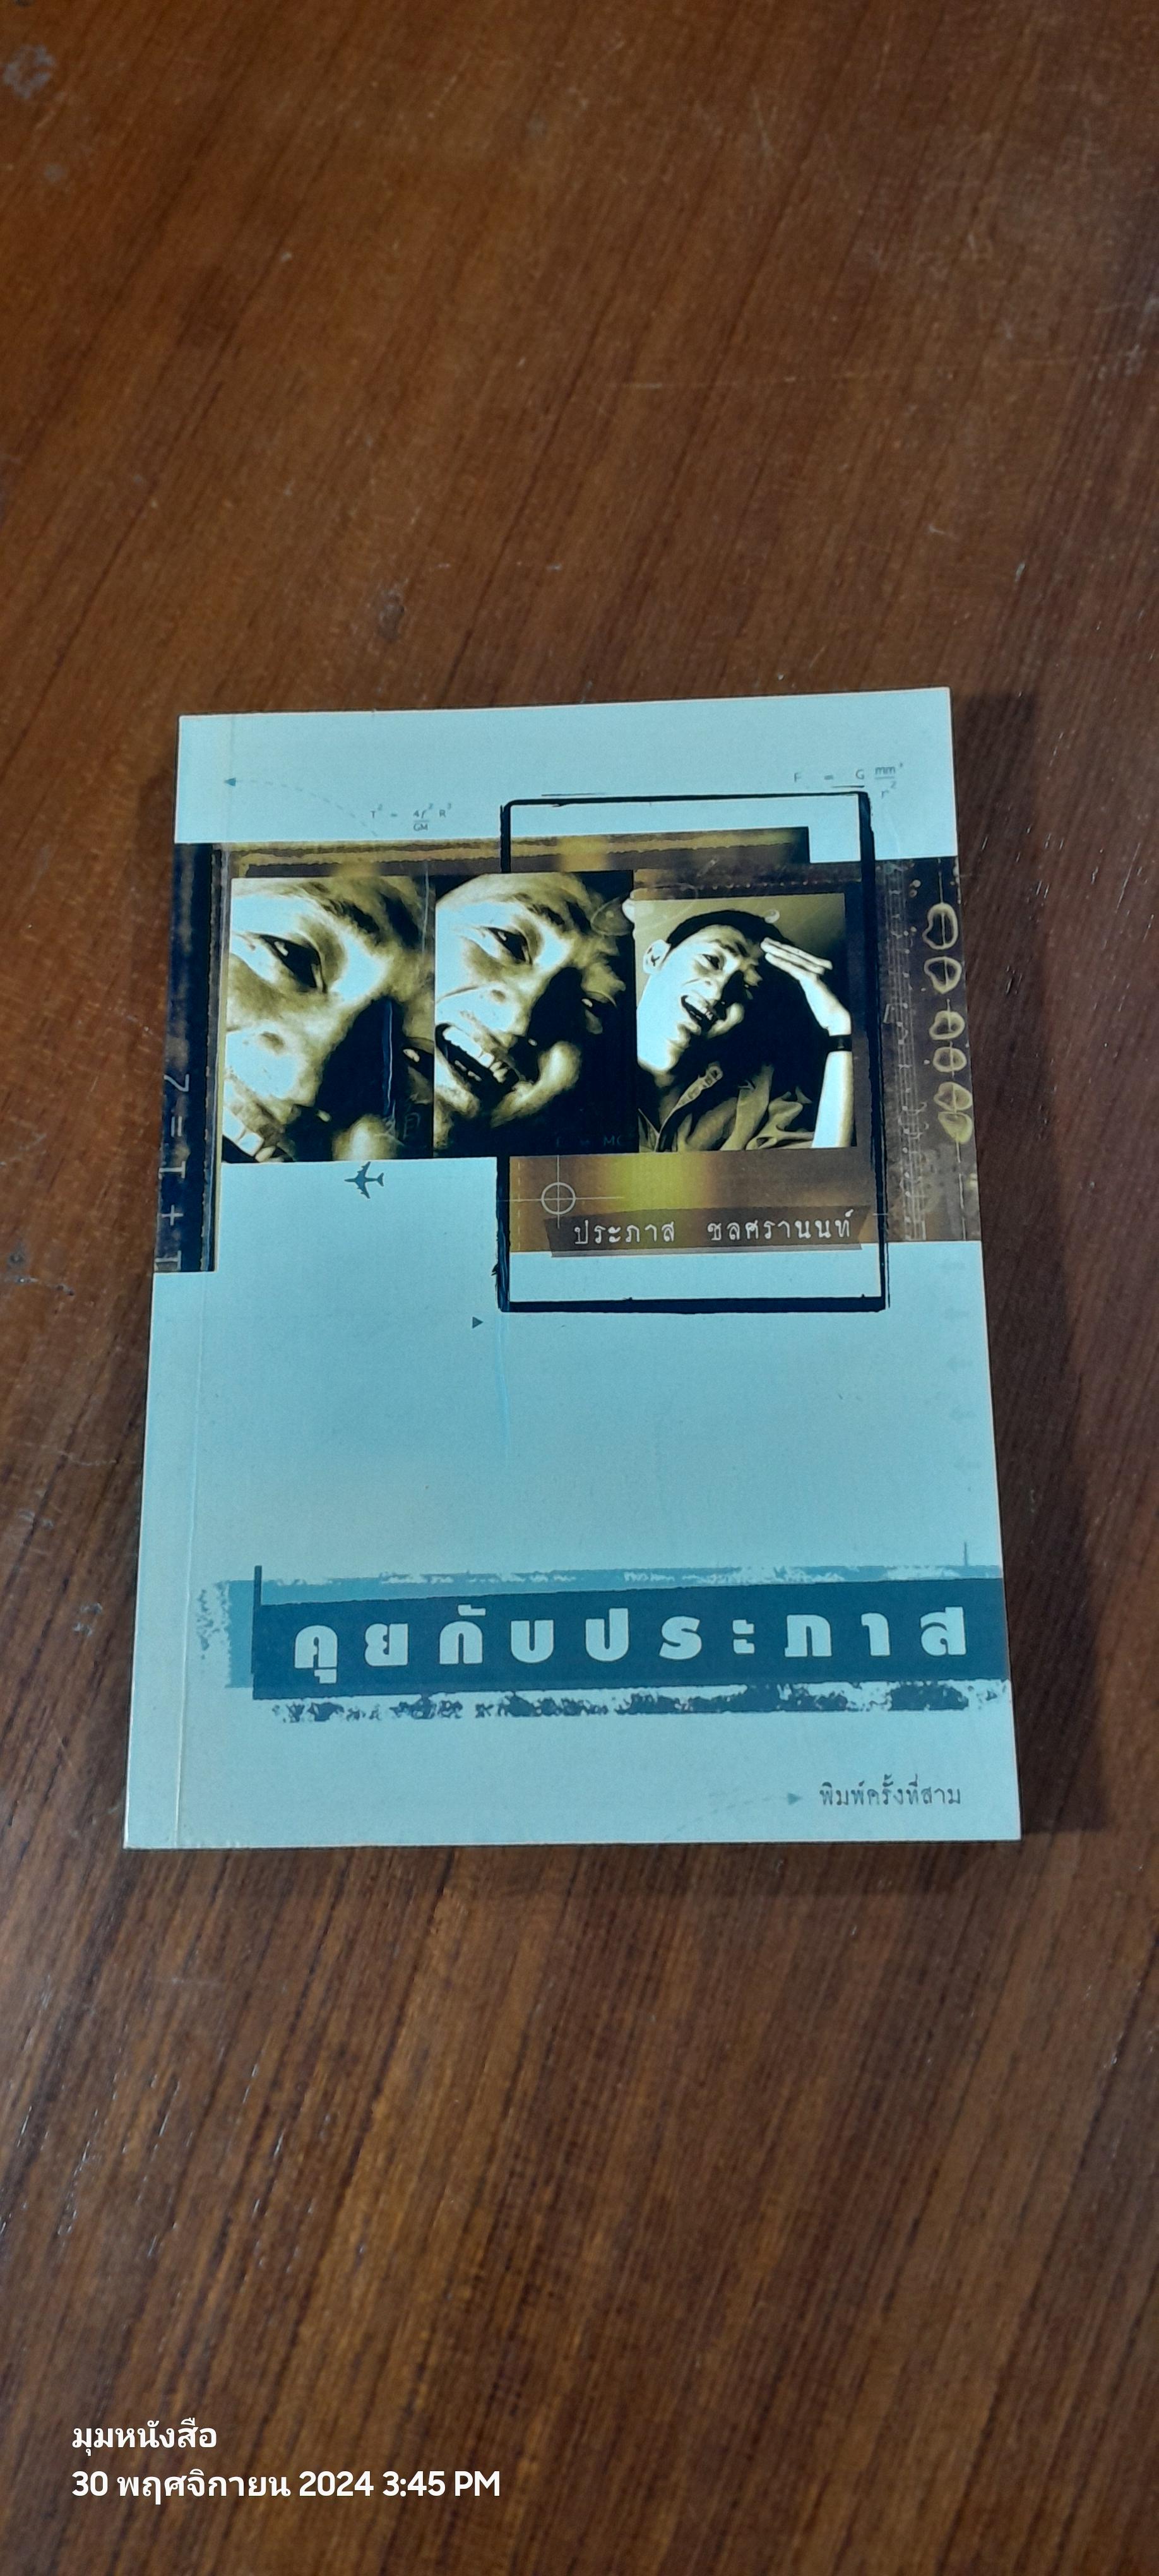 F = G mm' / r²
T² = 4r² R³ / GM
1 + 1 = 2
ประภาส ชลศรานนท์
คุยกับประภาส
พิมพ์ครั้งที่สาม
มุมหนังสือ
30 พฤศจิกายน 2024 3:45 PM